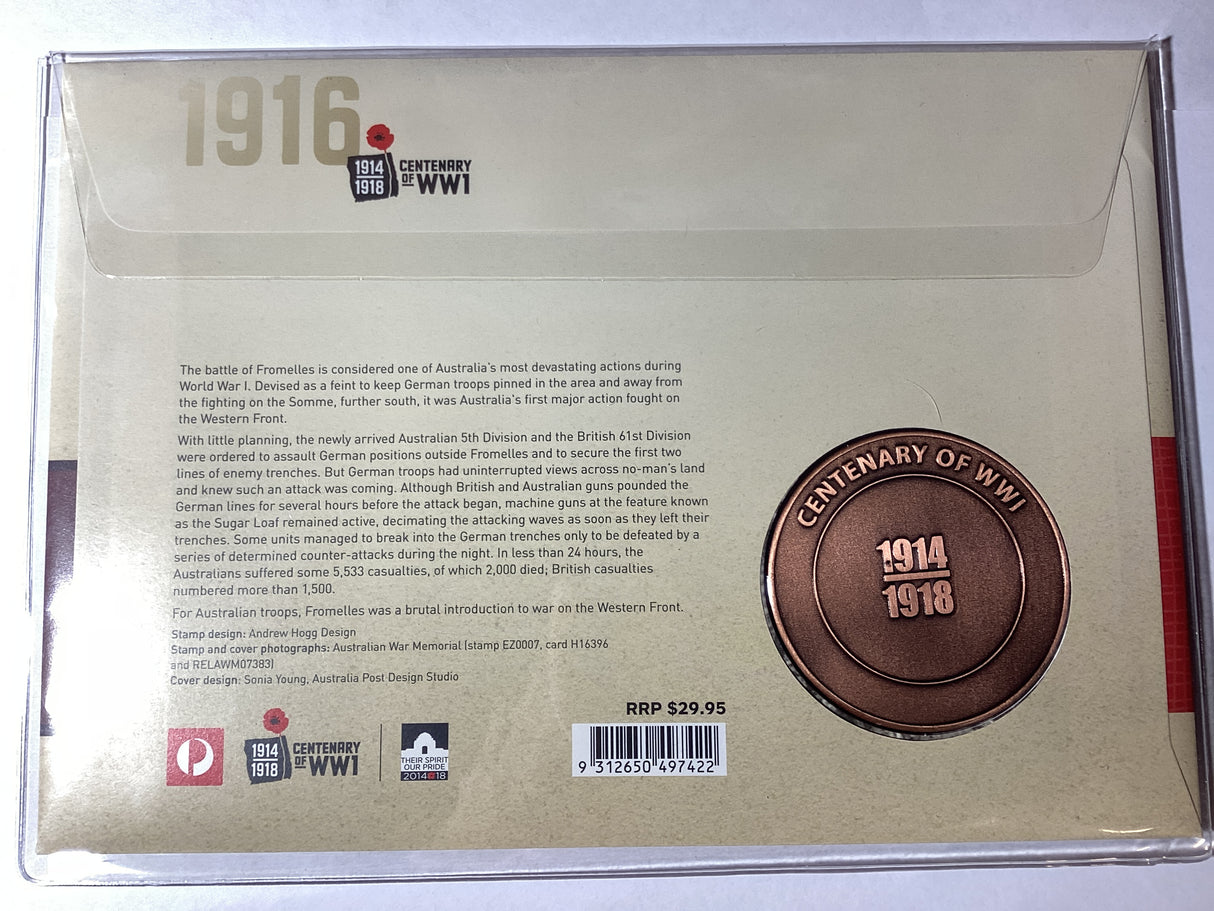 1916
1914
1918
CENTENARY
OF WW1
The battle of Fromelles is considered one of Australia's most devastating actions during
World War I. Devised as a feint to keep German troops pinned in the area and away from
the fighting on the Somme, further south, it was Australia's first major action fought on
the Western Front.
With little planning, the newly arrived Australian 5th Division and the British 61st Division
were ordered to assault German positions outside Fromelles and to secure the first two
lines of enemy trenches. But German troops had uninterrupted views across no-man's land
and knew such an attack was coming. Although British and Australian guns pounded the
German lines for several hours before the attack began, machine guns at the feature known
as the Sugar Loaf remained active, decimating the attacking waves as soon as they left their
trenches. Some units managed to break into the German trenches only to be defeated by a
series of determined counter-attacks during the night. In less than 24 hours, the
Australians suffered some 5,533 casualties, of which 2,000 died; British casualties
numbered more than 1,500.
For Australian troops, Fromelles was a brutal introduction to war on the Western Front.
Stamp design: Andrew Hogg Design
Stamp and cover photographs: Australian War Memorial (stamp EZ0007, card H16396
and RELAWM07383)
Cover design: Sonia Young, Australia Post Design Studio
CENTENARY OF WWI
1914
1918
1914
1918
CENTENARY
OF WW1
THEIR SPIRIT
OUR PRIDE
2014 18
RRP $29.95
9 312650 497422